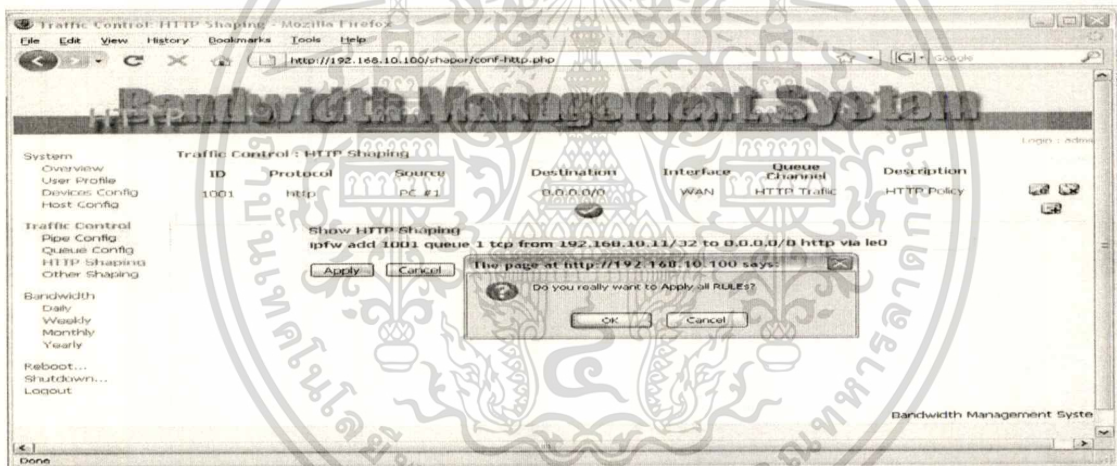 Traffic Control: HTTP Shaping - Mozilla Firefox
File Edit View History Bookmarks Tools Help
http://192.168.10.100/shaper/conf-http.php
Google
Bandwidth Management System
HTTP
Login : admin
System
Overview
User Profile
Devices Config
Host Config
Traffic Control
Pipe Config
Queue Config
HTTP Shaping
Other Shaping
Bandwidth
Daily
Weekly
Monthly
Yearly
Reboot...
Shutdown...
Logout
Traffic Control : HTTP Shaping
ID Protocol Source Destination Interface Queue Channel Description
1001 http PC #1 0.0.0.0/0 WAN HTTP Trafic HTTP Policy
Show HTTP Shaping
ipfw add 1001 queue 1 tcp from 192.168.10.11/32 to 0.0.0.0/0 http via le0
Apply Cancel
The page at http://192.168.10.100 says:
Do you really want to Apply all RULEs?
OK Cancel
Bandwidth Management Syste
Done